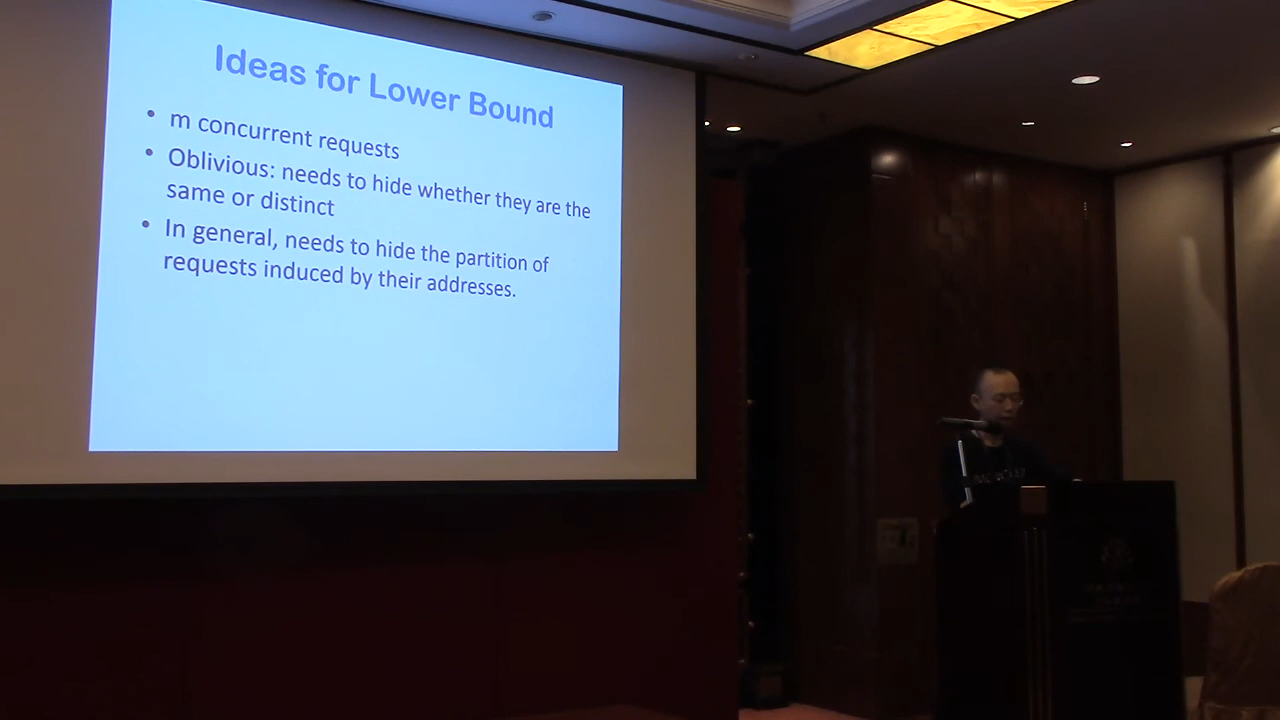 Ideas for Lower Bound
• m concurrent requests
• Oblivious: needs to hide whether they are the
same or distinct
• In general, needs to hide the partition of
requests induced by their addresses.